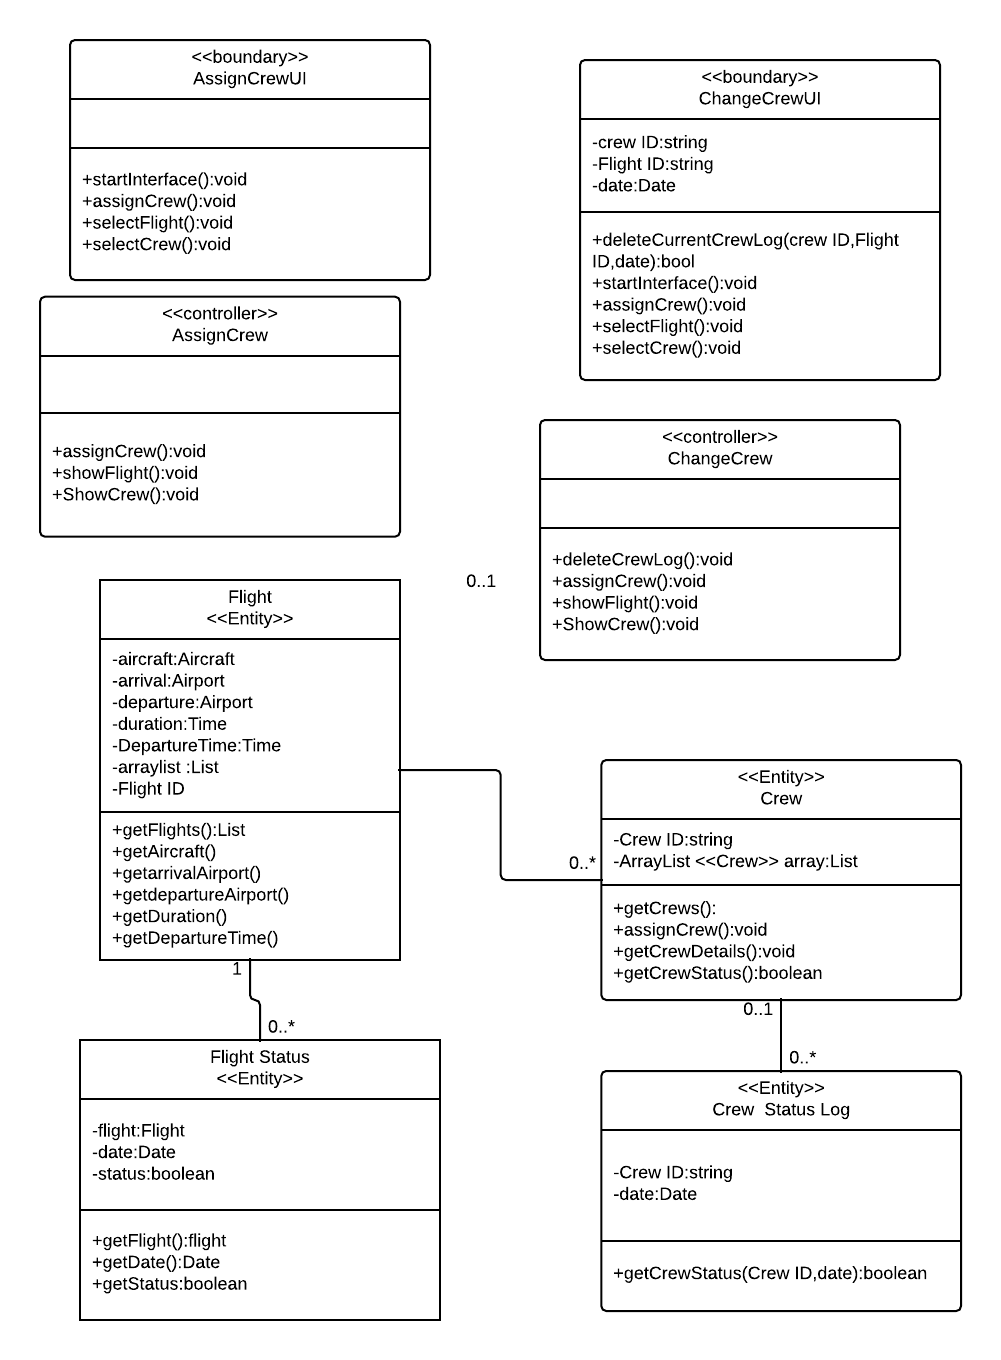 <<boundary>>
AssignCrewUI
+startInterface():void
+assignCrew():void
+selectFlight():void
+selectCrew():void
<<boundary>>
ChangeCrewUI
-crew ID:string
-Flight ID:string
-date:Date
+deleteCurrentCrewLog(crew ID,Flight
ID,date):bool
+startInterface():void
+assignCrew():void
+selectFlight():void
+selectCrew():void
<<controller>>
AssignCrew
+assignCrew():void
+showFlight():void
+ShowCrew():void
<<controller>>
ChangeCrew
+deleteCrewLog():void
+assignCrew():void
+showFlight():void
+ShowCrew():void
0..1
Flight
<<Entity>>
-aircraft:Aircraft
-arrival:Airport
-departure:Airport
-duration:Time
-DepartureTime:Time
-arraylist :List
-Flight ID
+getFlights():List
+getAircraft()
+getarrivalAirport()
+getdepartureAirport()
+getDuration()
+getDepartureTime()
0..*
<<Entity>>
Crew
-Crew ID:string
-ArrayList <<Crew>> array:List
+getCrews():
+assignCrew():void
+getCrewDetails():void
+getCrewStatus():boolean
1
0..*
Flight Status
<<Entity>>
-flight:Flight
-date:Date
-status:boolean
+getFlight():flight
+getDate():Date
+getStatus:boolean
0..1
0..*
<<Entity>>
Crew  Status Log
-Crew ID:string
-date:Date
+getCrewStatus(Crew ID,date):boolean